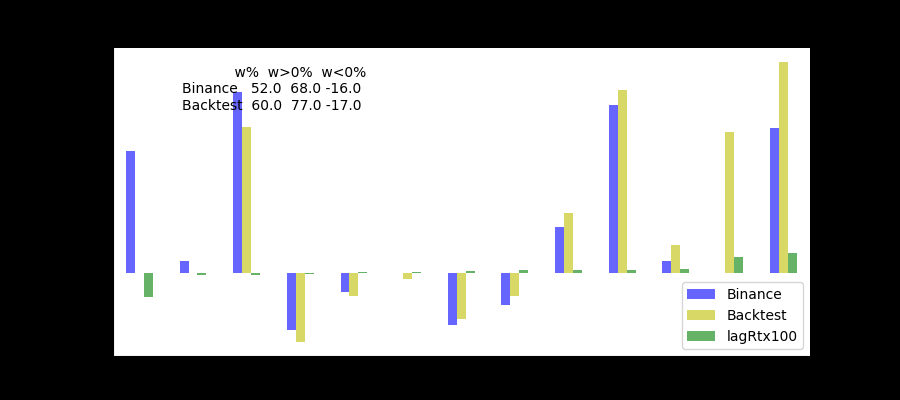 w% w>0% w<0%
Binance 52.0 68.0 -16.0
Backtest 60.0 77.0 -17.0
Binance
Backtest
lagRtx100